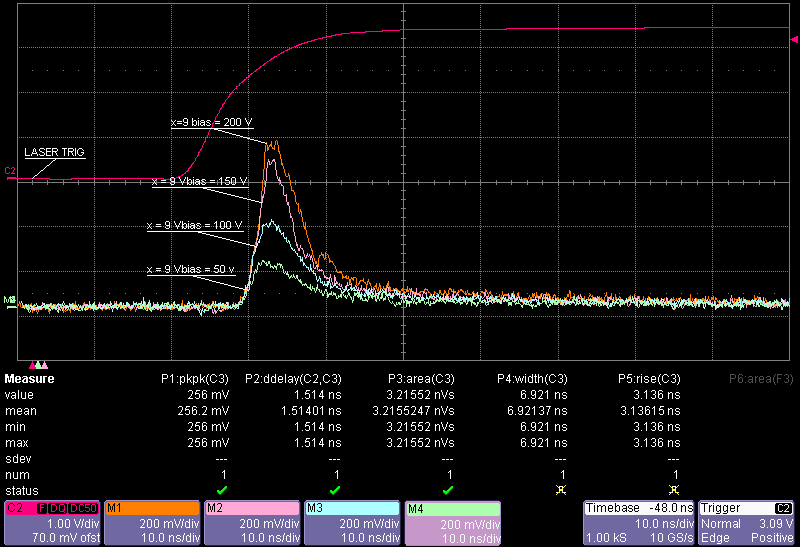 x=9 bias = 200 V
LASER TRIG
C2
x = 9 Vbias = 150 V
x = 9 Vbias = 100 V
x = 9 Vbias = 50 v
Measure P1:pkpk(C3) P2:ddelay(C2,C3) P3:area(C3) P4:width(C3) P5:rise(C3) P6:area(F3)
value 256 mV 1.514 ns 3.21552 nVs 6.921 ns 3.136 ns
mean 256.2 mV 1.51401 ns 3.2155247 nVs 6.92137 ns 3.13615 ns
min 256 mV 1.514 ns 3.21552 nVs 6.921 ns 3.136 ns
max 256 mV 1.514 ns 3.21552 nVs 6.921 ns 3.136 ns
sdev --- --- --- --- ---
num 1 1 1 1 1
status
C2 F DQ DC50 M1 M2 M3 M4 Timebase -48.0 ns Trigger C2
1.00 V/div 200 mV/div 200 mV/div 200 mV/div 200 mV/div 10.0 ns/div Normal 3.09 V
70.0 mV ofst 10.0 ns/div 10.0 ns/div 10.0 ns/div 10.0 ns/div 1.00 kS 10 GS/s Edge Positive